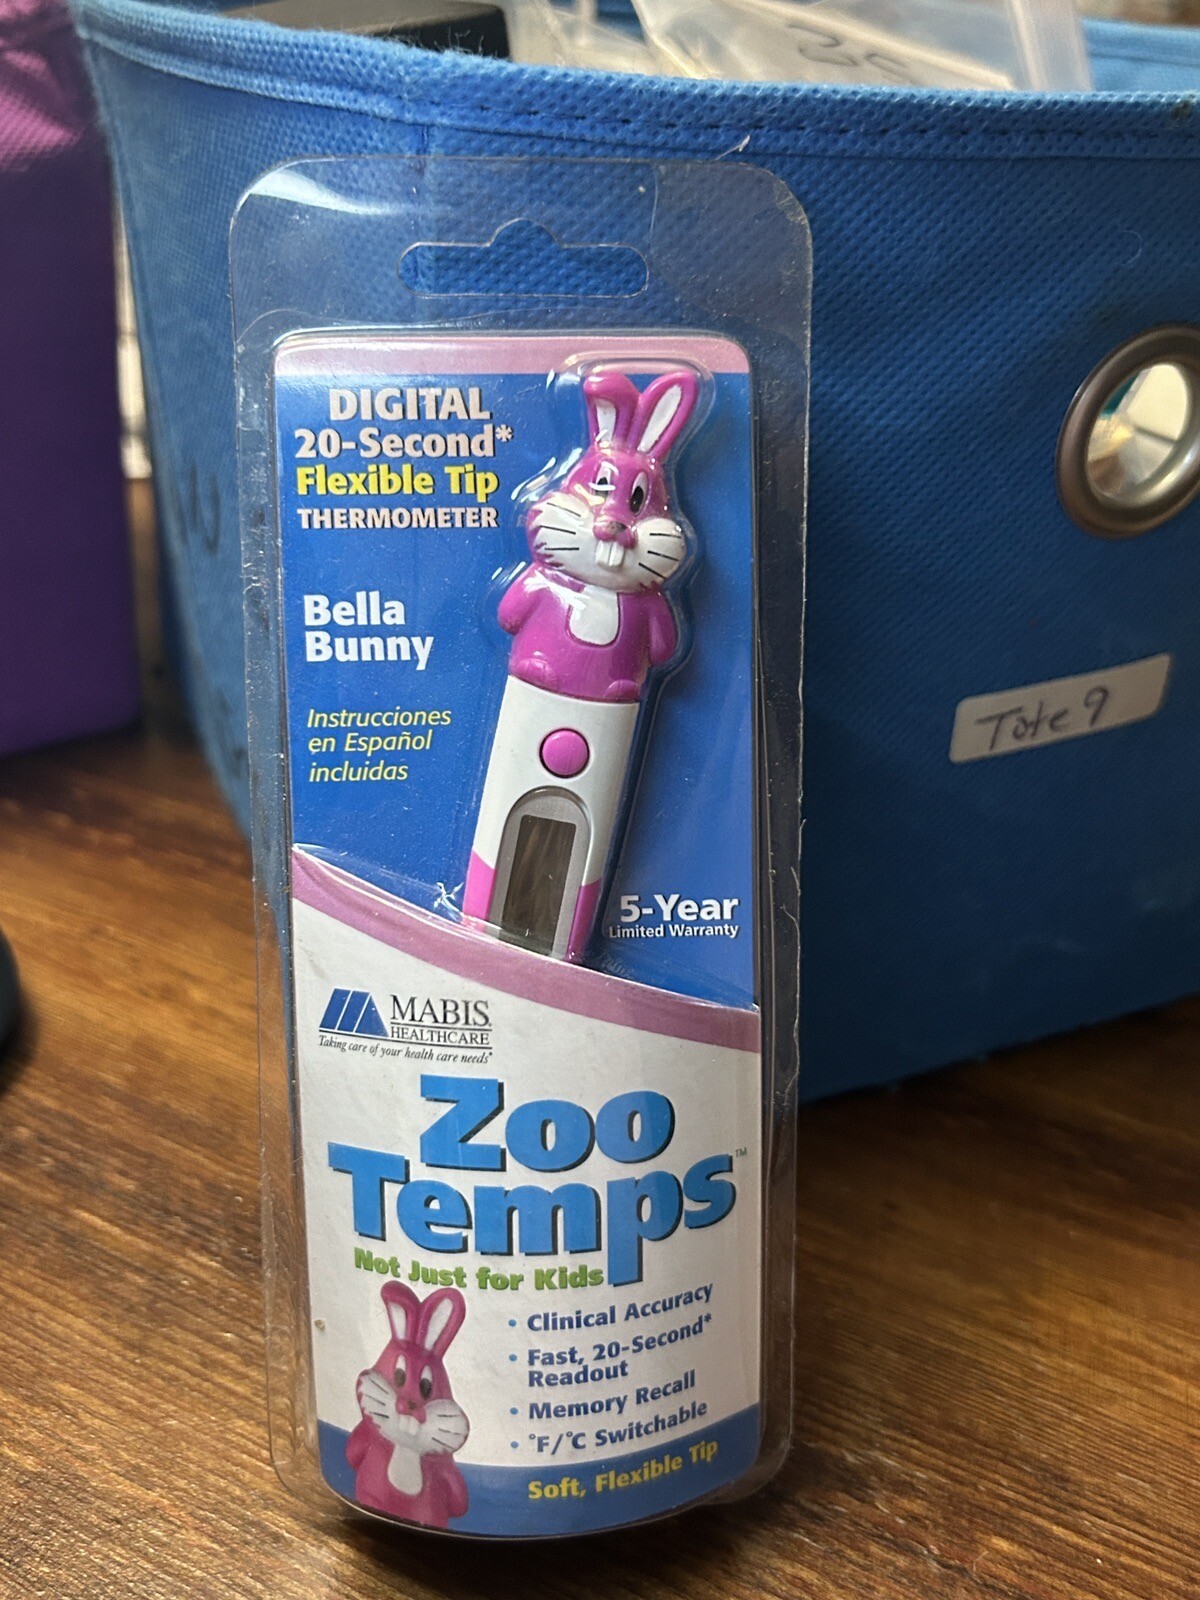 DIGITAL
20-Second*
Flexible Tip
THERMOMETER
Bella
Bunny
Instrucciones
en Español
incluidas
5-Year
Limited Warranty
MABIS
HEALTHCARE
Taking care of your health care needs®
Zoo
Temps™
Not Just for Kids
• Clinical Accuracy
• Fast, 20-Second*
Readout
• Memory Recall
• °F/°C Switchable
Soft, Flexible Tip
Tote 9